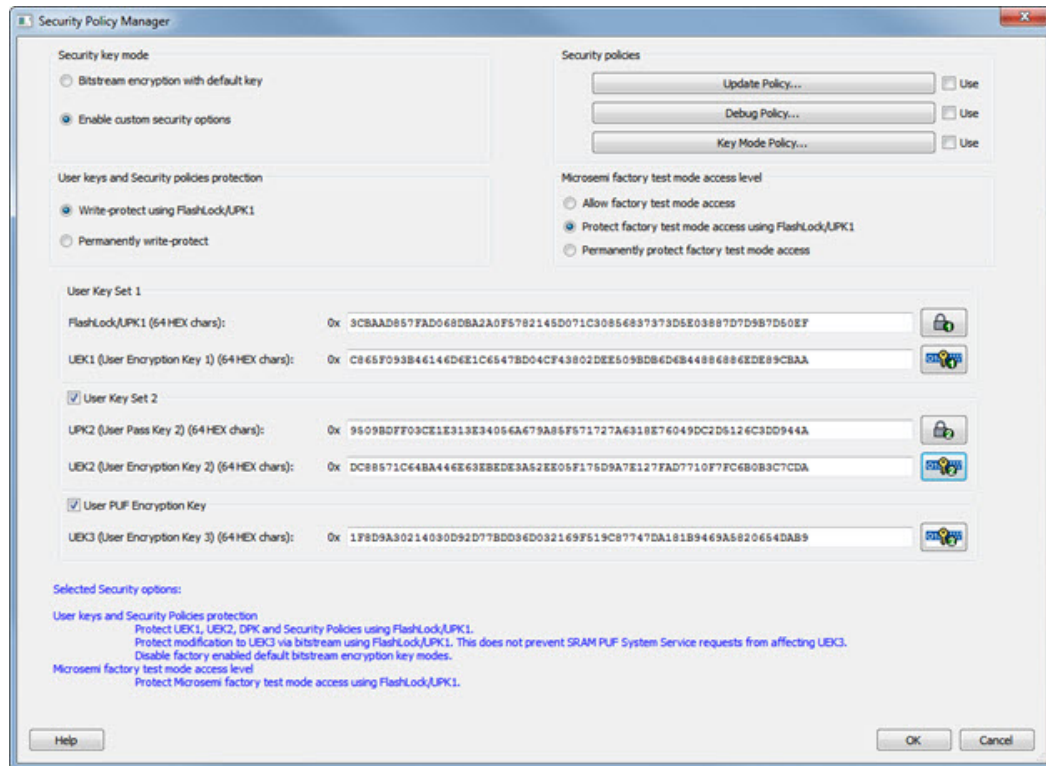 Security Policy Manager
Security key mode
Bitstream encryption with default key
Enable custom security options
Security policies
Update Policy... Use
Debug Policy... Use
Key Mode Policy... Use
User keys and Security policies protection
Write-protect using FlashLock/UPK1
Permanently write-protect
Microsemi factory test mode access level
Allow factory test mode access
Protect factory test mode access using FlashLock/UPK1
Permanently protect factory test mode access
User Key Set 1
FlashLock/UPK1 (64 HEX chars): 0x 3CBAAD857FAD068DBA2A0F5782145D071C30856837373D5E03887D7D9B7D50EF
UEK1 (User Encryption Key 1) (64 HEX chars): 0x C865F093B46146D6E1C6547BD04CF43802DEE509BDB6D6B44886886EDE89CBAA
User Key Set 2
UPK2 (User Pass Key 2) (64 HEX chars): 0x 9509BDFF03CE1E313E34056A679A85F571727A6318E76049DC2D5126C3DD944A
UEK2 (User Encryption Key 2) (64 HEX chars): 0x DC88571C64BA446E63EBEDE3A52EE05F175D9A7E127FAD7710F7FC6B0B3C7CDA
User PUF Encryption Key
UEK3 (User Encryption Key 3) (64 HEX chars): 0x 1F8D9A30214030D92D77BDD36D032169F519C87747DA181B9469A5820654DAB9
Selected Security options:
User keys and Security Policies protection
Protect UEK1, UEK2, DPK and Security Policies using FlashLock/UPK1.
Protect modification to UEK3 via bitstream using FlashLock/UPK1. This does not prevent SRAM PUF System Service requests from affecting UEK3.
Disable factory enabled default bitstream encryption key modes.
Microsemi factory test mode access level
Protect Microsemi factory test mode access using FlashLock/UPK1.
Help OK Cancel